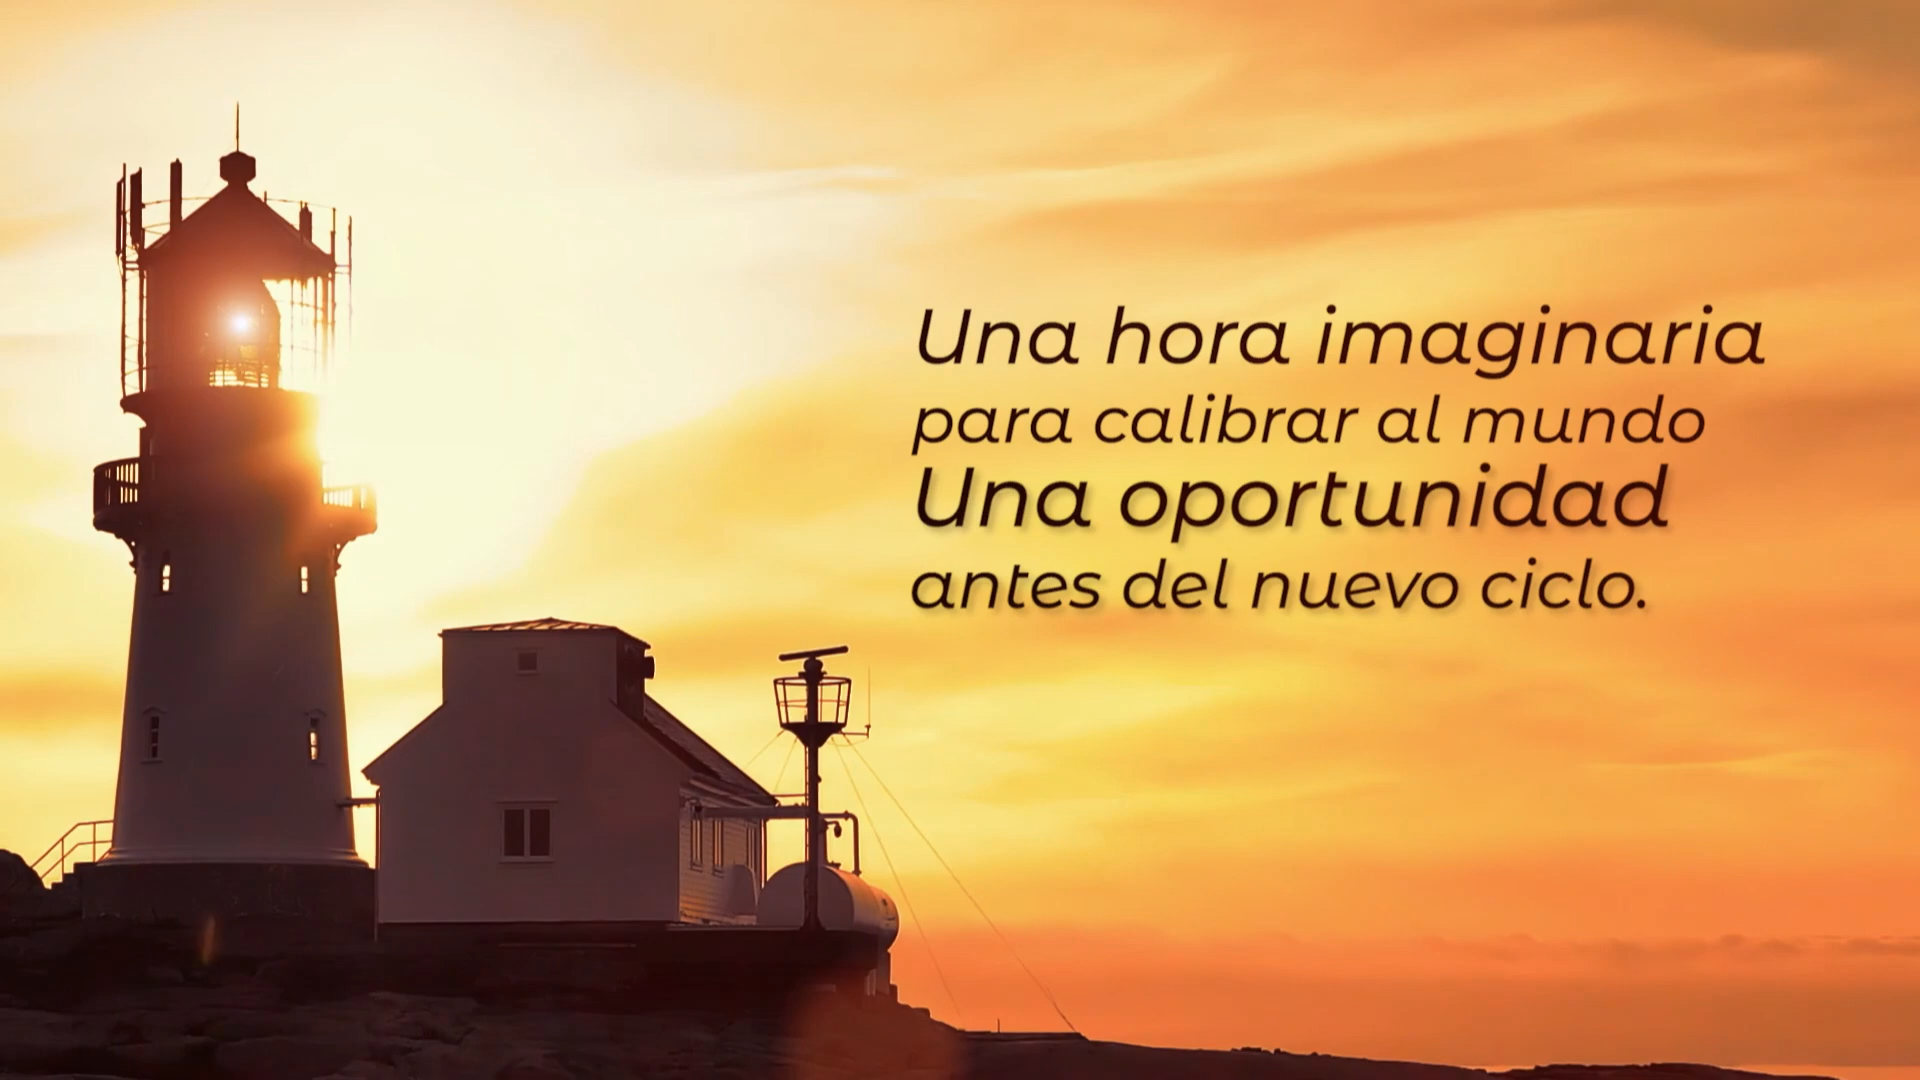 Una hora imaginaria
para calibrar al mundo
Una oportunidad
antes del nuevo ciclo.